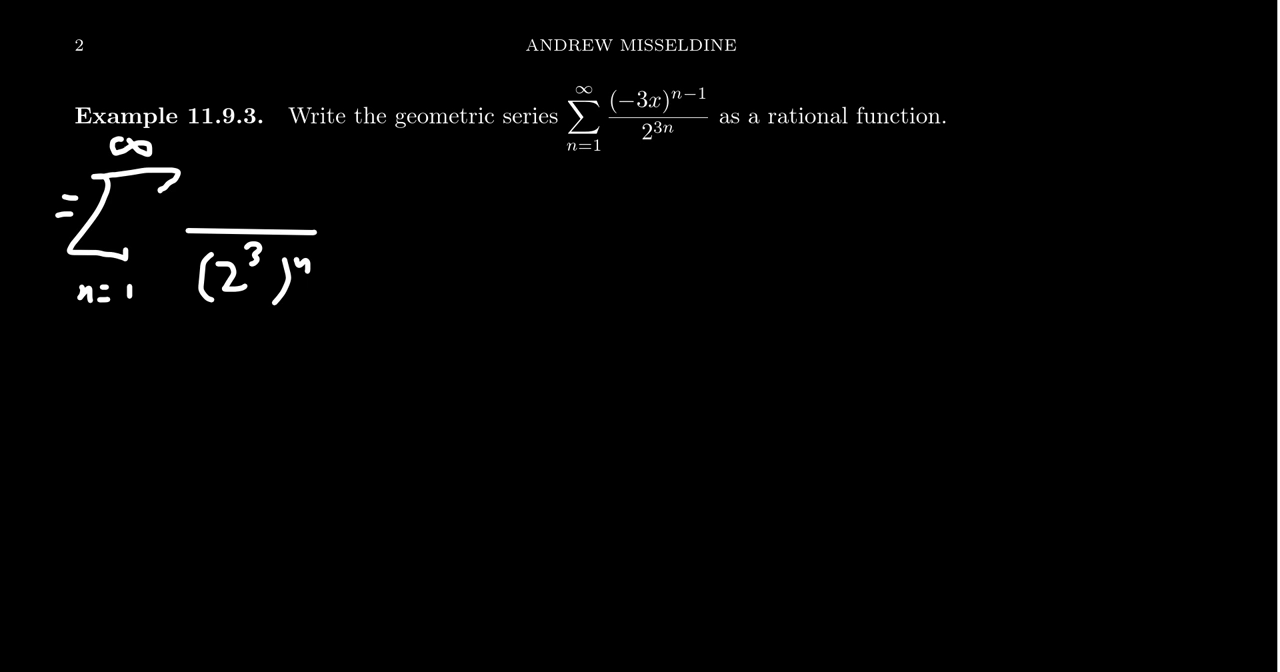 2 ANDREW MISSELDINE
Example 11.9.3. Write the geometric series $\sum_{n=1}^{\infty} \frac{(-3x)^{n-1}}{2^{3n}}$ as a rational function.
$= \sum_{n=1}^{\infty} \frac{}{(2^3)^n}$